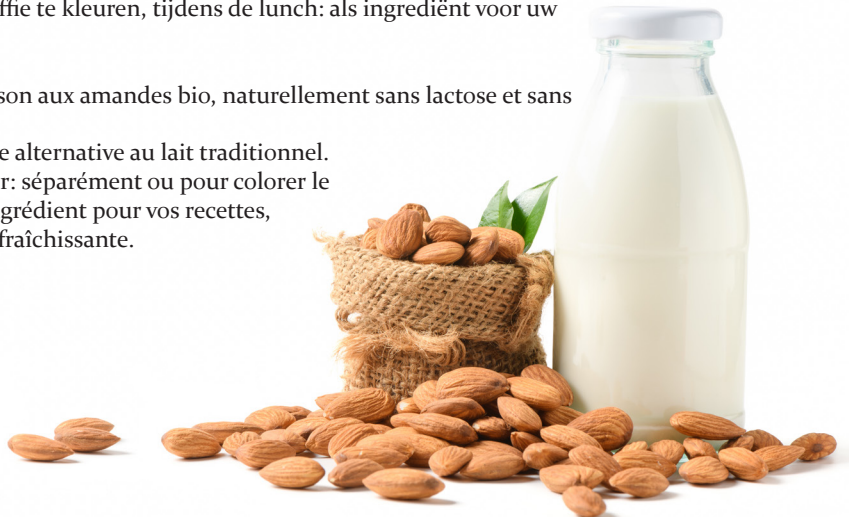 ffie te kleuren, tijdens de lunch: als ingrediënt voor uw
son aux amandes bio, naturellement sans lactose et sans
e alternative au lait traditionnel.
r: séparément ou pour colorer le
grédient pour vos recettes,
fraîchissante.